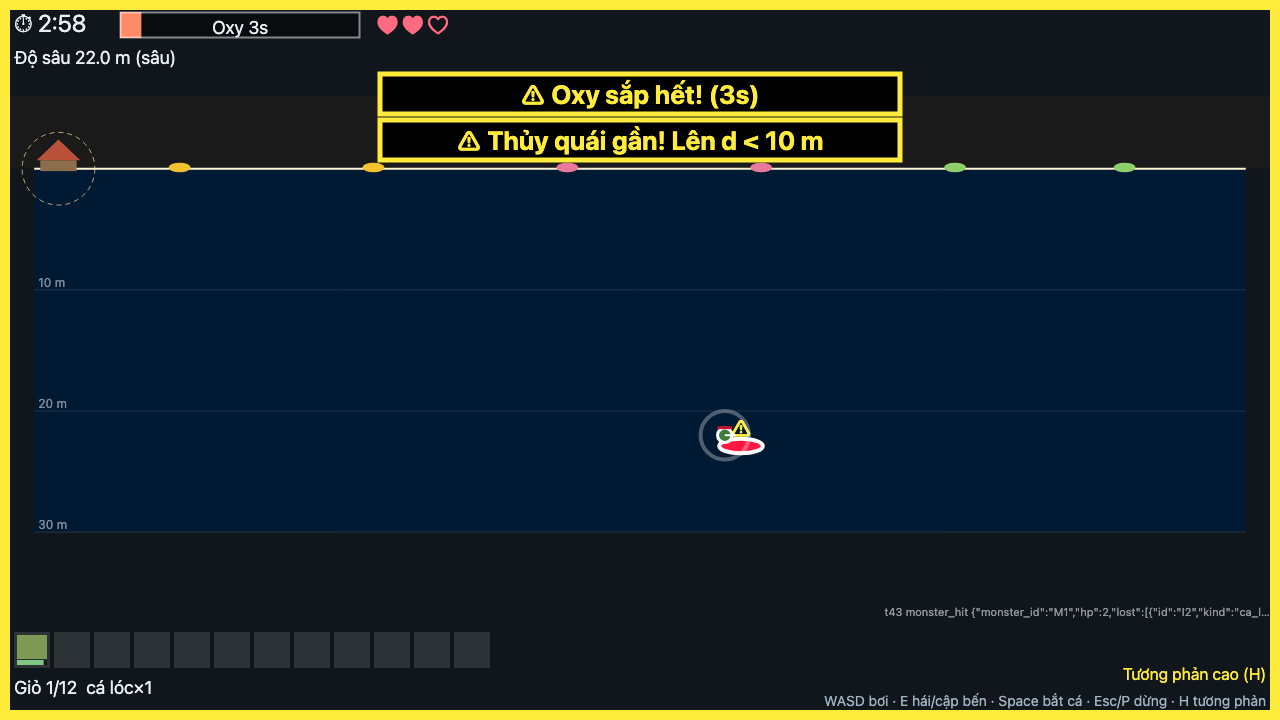 ⏱ 2:58
Oxy 3s
Độ sâu 22.0 m (sâu)
⚠ Oxy sắp hết! (3s)
⚠ Thủy quái gần! Lên d < 10 m
10 m
20 m
30 m
t43 monster_hit {"monster_id":"M1","hp":2,"lost":[{"id":"I2","kind":"ca_l…
Giỏ 1/12 cá lóc×1
Tương phản cao (H)
WASD bơi · E hái/cập bến · Space bắt cá · Esc/P dừng · H tương phản